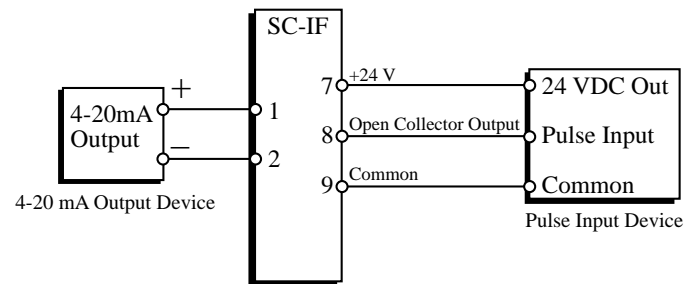 SC-IF
+
4-20mA
Output
−
4-20 mA Output Device
1
2
7
+24 V
8
Open Collector Output
9
Common
24 VDC Out
Pulse Input
Common
Pulse Input Device